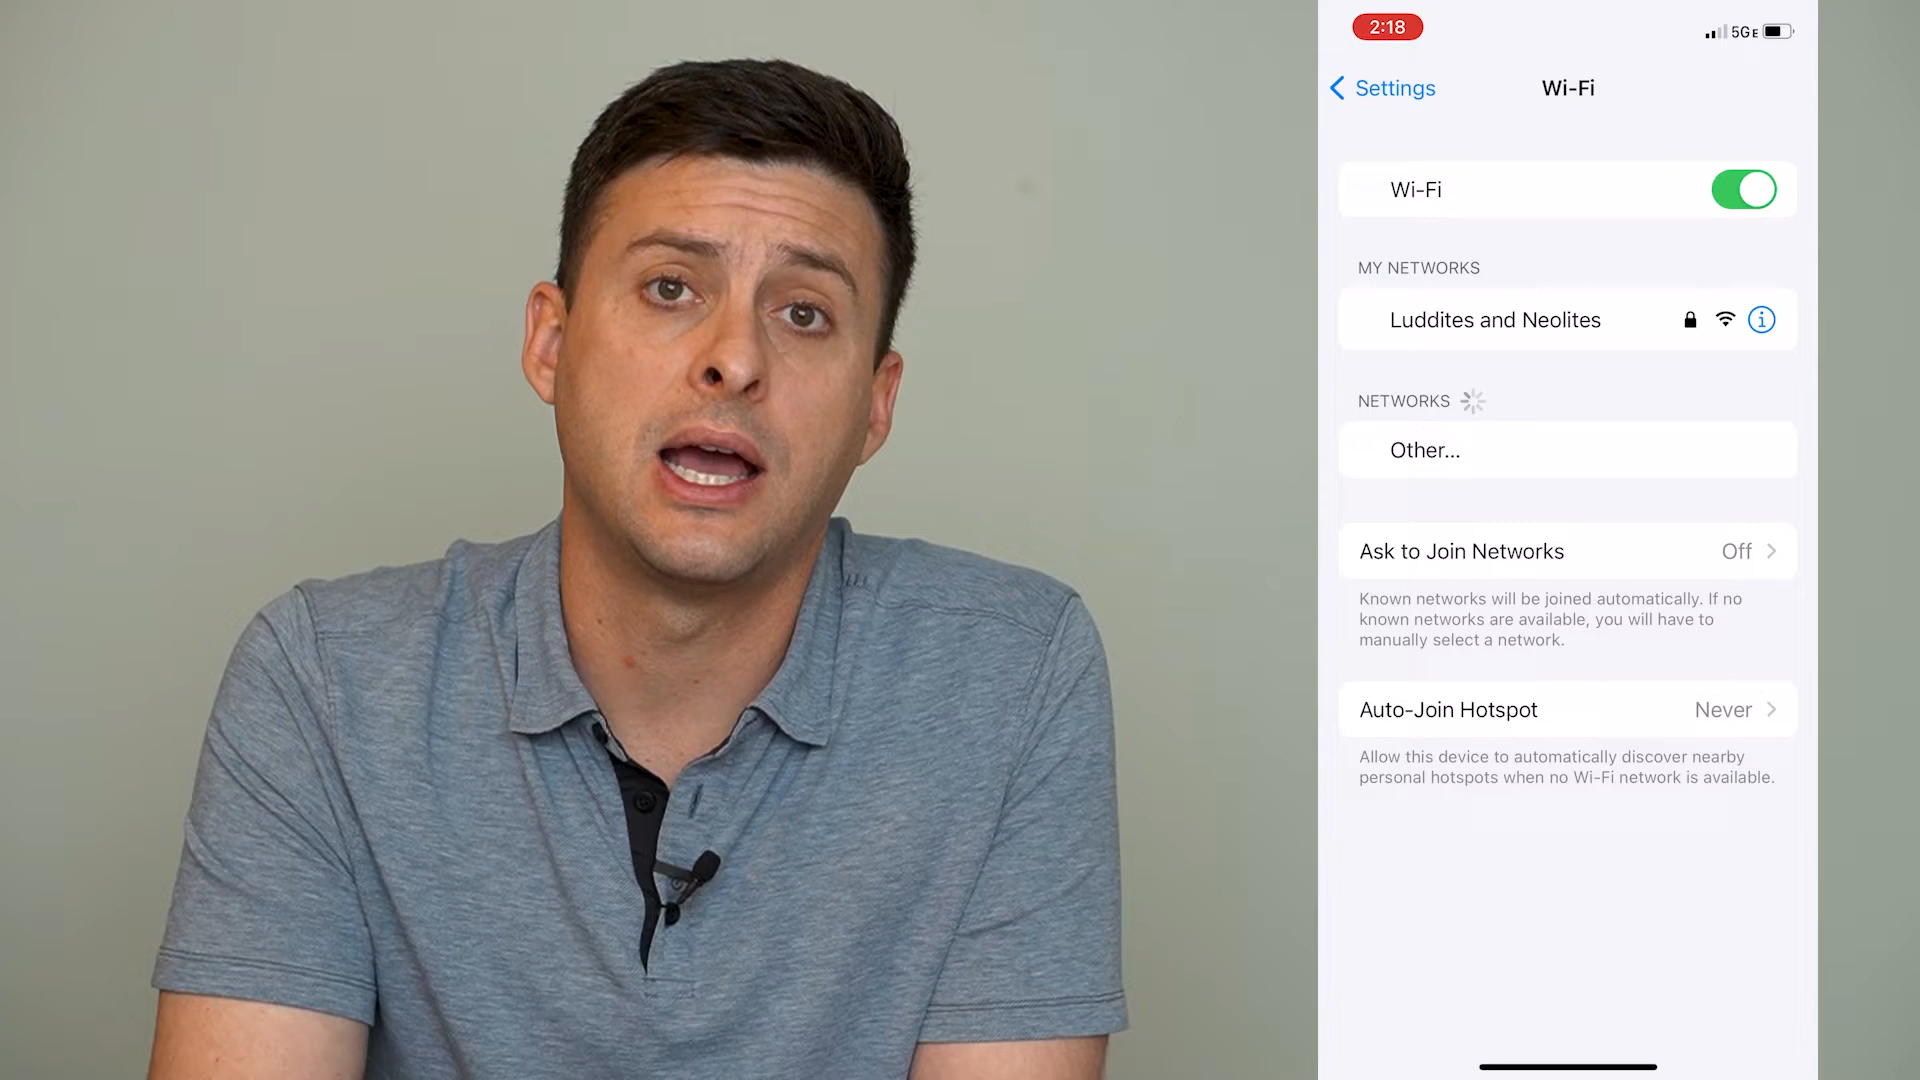 2:18
5GE
Settings
Wi-Fi
Wi-Fi
MY NETWORKS
Luddites and Neolites
NETWORKS
Other...
Ask to Join Networks
Off
Known networks will be joined automatically. If no
known networks are available, you will have to
manually select a network.
Auto-Join Hotspot
Never
Allow this device to automatically discover nearby
personal hotspots when no Wi-Fi network is available.